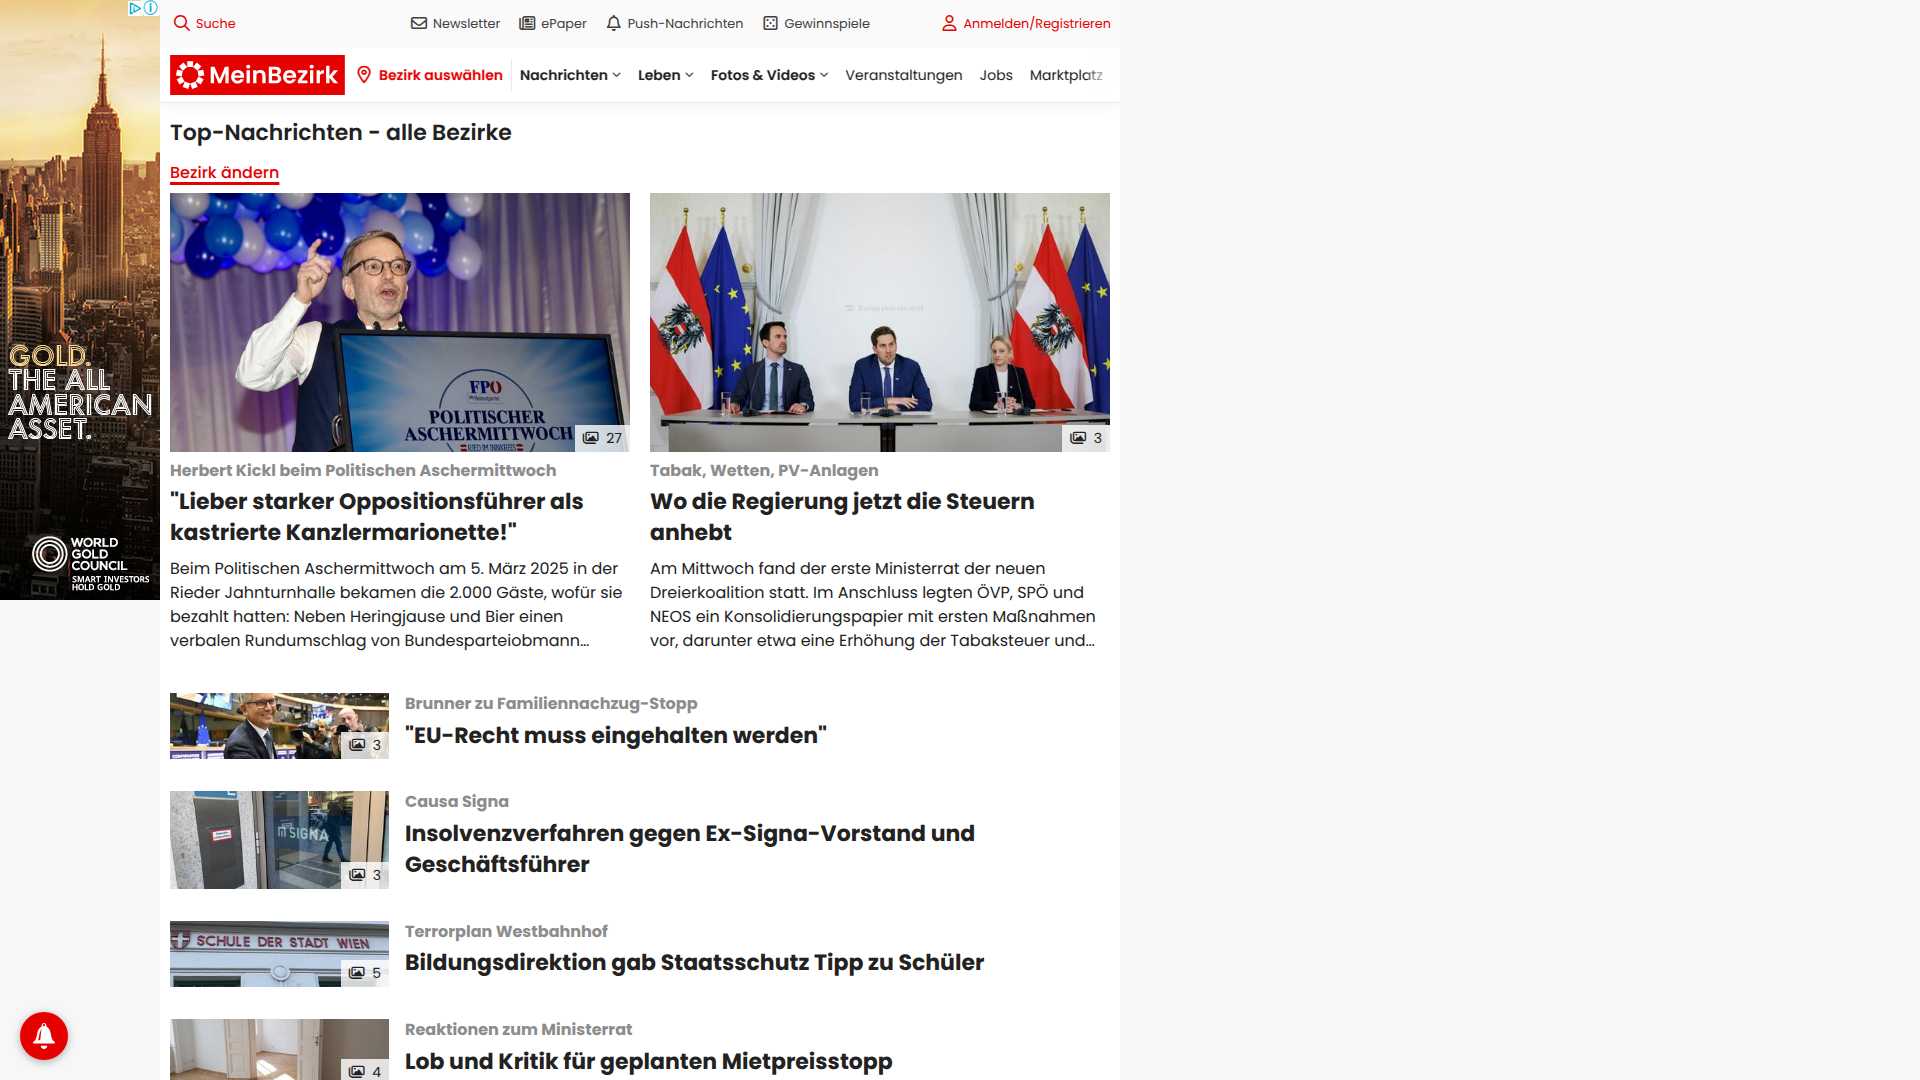 Suche
Newsletter
ePaper
Push-Nachrichten
Gewinnspiele
Anmelden/Registrieren
MeinBezirk
Bezirk auswählen
Nachrichten
Leben
Fotos & Videos
Veranstaltungen
Jobs
Marktplatz
GOLD.
THE ALL
AMERICAN
ASSET.
WORLD
GOLD
COUNCIL
SMART INVESTORS
HOLD GOLD
Top-Nachrichten - alle Bezirke
Bezirk ändern
FPÖ
POLITISCHER
ASCHERMITTWOCH
27
Herbert Kickl beim Politischen Aschermittwoch
"Lieber starker Oppositionsführer als
kastrierte Kanzlermarionette!"
Beim Politischen Aschermittwoch am 5. März 2025 in der
Rieder Jahnturnhalle bekamen die 2.000 Gäste, wofür sie
bezahlt hatten: Neben Heringjause und Bier einen
verbalen Rundumschlag von Bundesparteiobmann...
3
Tabak, Wetten, PV-Anlagen
Wo die Regierung jetzt die Steuern
anhebt
Am Mittwoch fand der erste Ministerrat der neuen
Dreierkoalition statt. Im Anschluss legten ÖVP, SPÖ und
NEOS ein Konsolidierungspapier mit ersten Maßnahmen
vor, darunter etwa eine Erhöhung der Tabaksteuer und...
3
Brunner zu Familiennachzug-Stopp
"EU-Recht muss eingehalten werden"
SIGNA
3
Causa Signa
Insolvenzverfahren gegen Ex-Signa-Vorstand und
Geschäftsführer
SCHULE DER STADT WIEN
5
Terrorplan Westbahnhof
Bildungsdirektion gab Staatsschutz Tipp zu Schüler
4
Reaktionen zum Ministerrat
Lob und Kritik für geplanten Mietpreisstopp